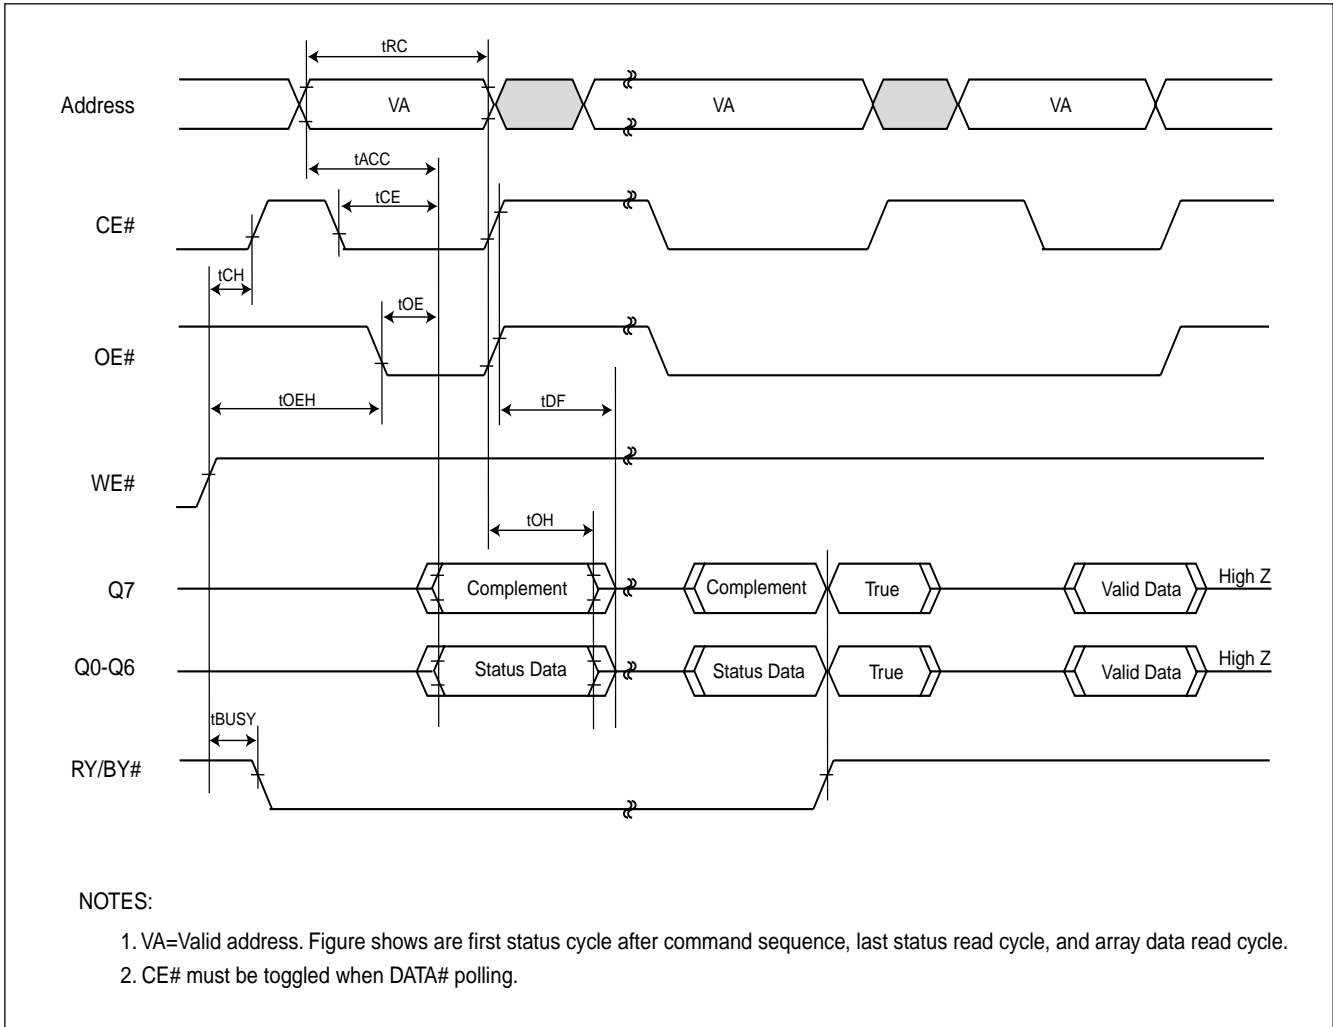 tRC
Address
VA
VA
VA
tACC
tCE
CE#
tCH
tOE
OE#
tOEH
tDF
WE#
tOH
Q7
Complement
Complement
True
Valid Data
High Z
Q0-Q6
Status Data
Status Data
True
Valid Data
High Z
tBUSY
RY/BY#
NOTES:
1. VA=Valid address. Figure shows are first status cycle after command sequence, last status read cycle, and array data read cycle.
2. CE# must be toggled when DATA# polling.